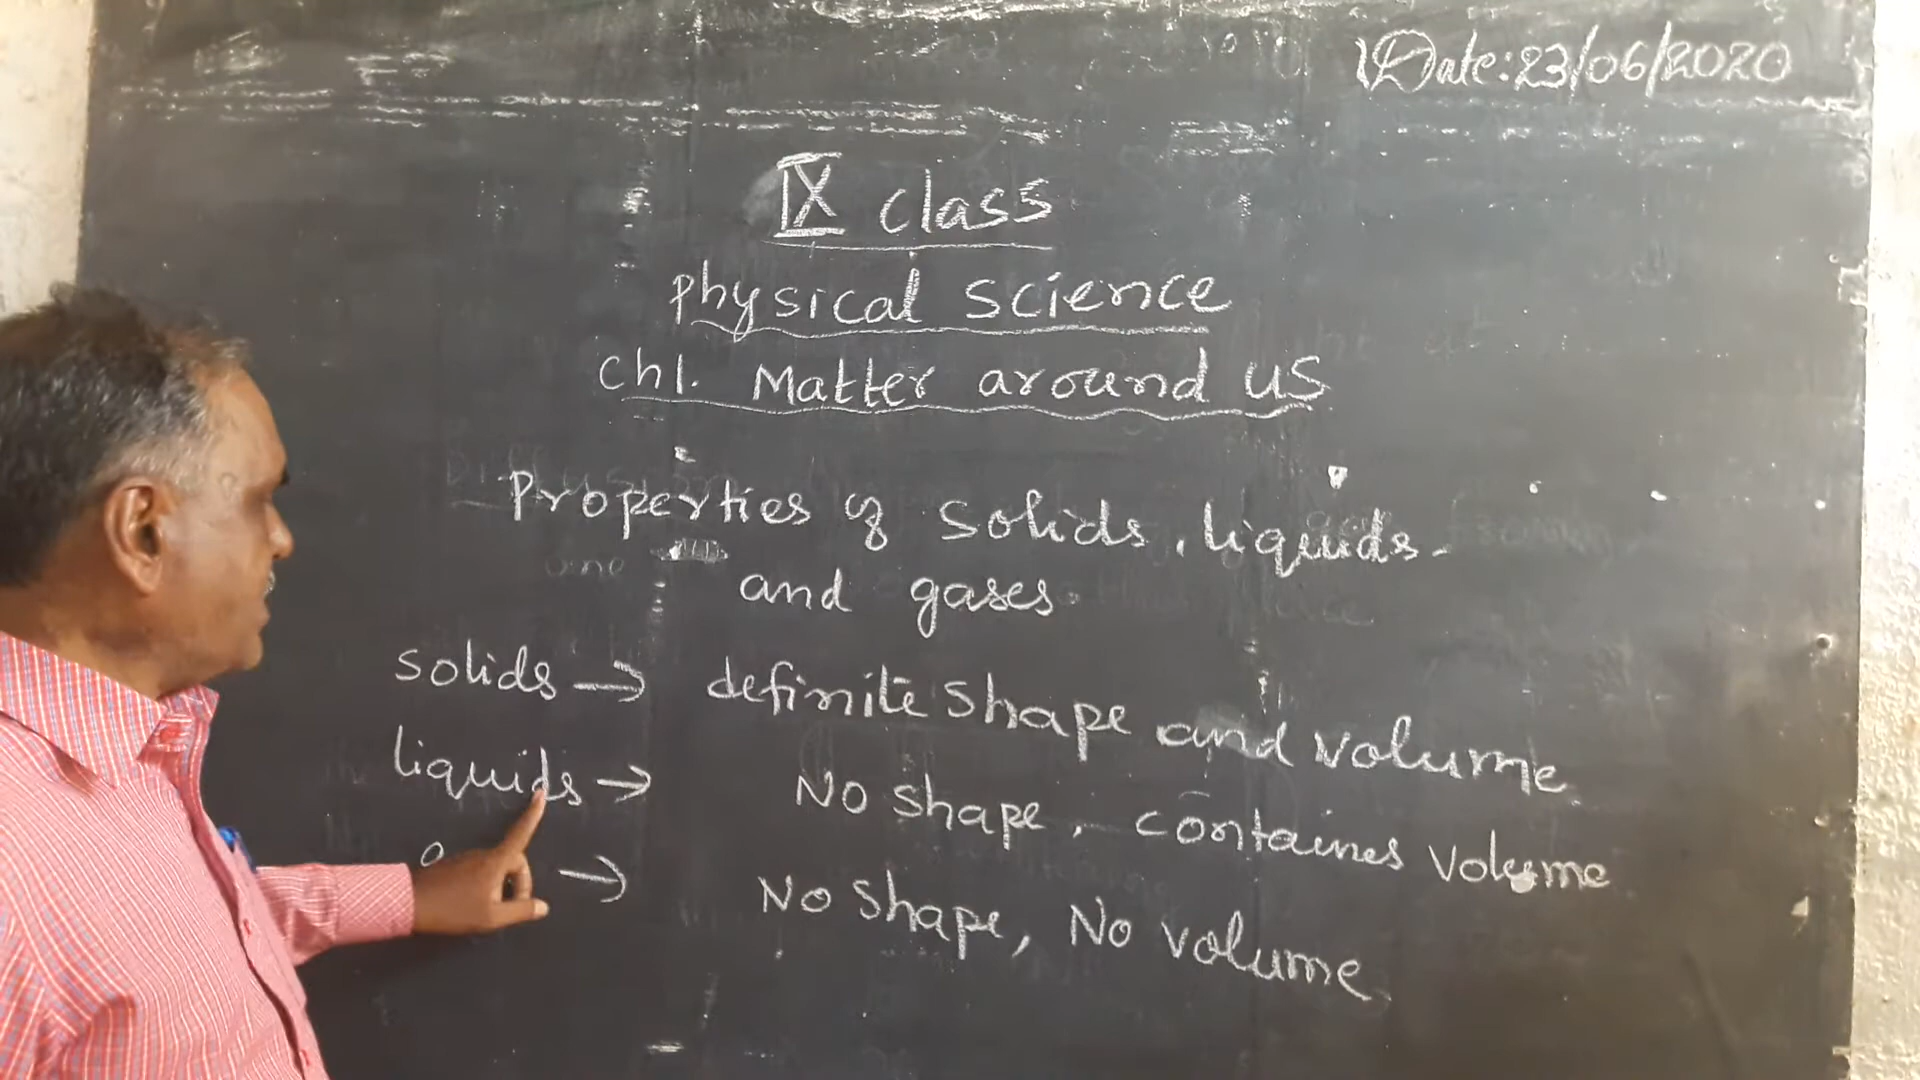 Date:23/06/2020
IX class
Physical Science
Ch1. Matter around us
Properties of Solids, liquids
and gases
Solids → definite Shape and volume
liquids → No shape, containes volume
→ No Shape, No volume